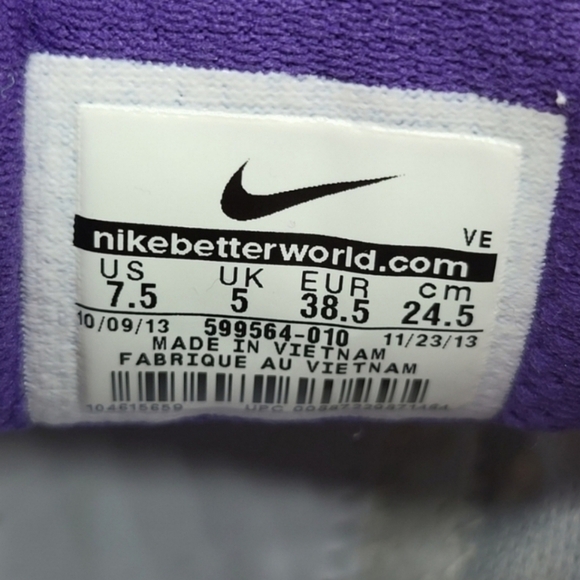 VE
nikebetterworld.com
US UK EUR cm
7.5 5 38.5 24.5
10/09/13 599564-010 11/23/13
MADE IN VIETNAM
FABRIQUE AU VIETNAM
UPC